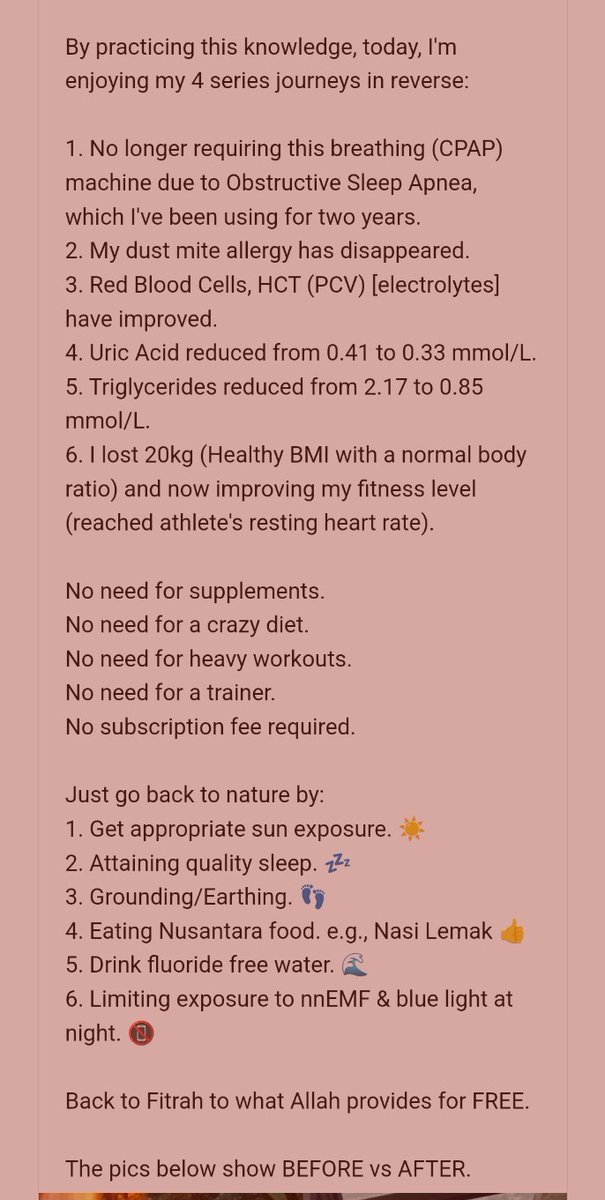 By practicing this knowledge, today, I'm
enjoying my 4 series journeys in reverse:
1. No longer requiring this breathing (CPAP)
machine due to Obstructive Sleep Apnea,
which I've been using for two years.
2. My dust mite allergy has disappeared.
3. Red Blood Cells, HCT (PCV) [electrolytes]
have improved.
4. Uric Acid reduced from 0.41 to 0.33 mmol/L.
5. Triglycerides reduced from 2.17 to 0.85
mmol/L.
6. I lost 20kg (Healthy BMI with a normal body
ratio) and now improving my fitness level
(reached athlete's resting heart rate).
No need for supplements.
No need for a crazy diet.
No need for heavy workouts.
No need for a trainer.
No subscription fee required.
Just go back to nature by:
1. Get appropriate sun exposure. ☀️
2. Attaining quality sleep. 💤
3. Grounding/Earthing. 👣
4. Eating Nusantara food. e.g., Nasi Lemak 👍
5. Drink fluoride free water. 🌊
6. Limiting exposure to nnEMF & blue light at
night. 📵
Back to Fitrah to what Allah provides for FREE.
The pics below show BEFORE vs AFTER.